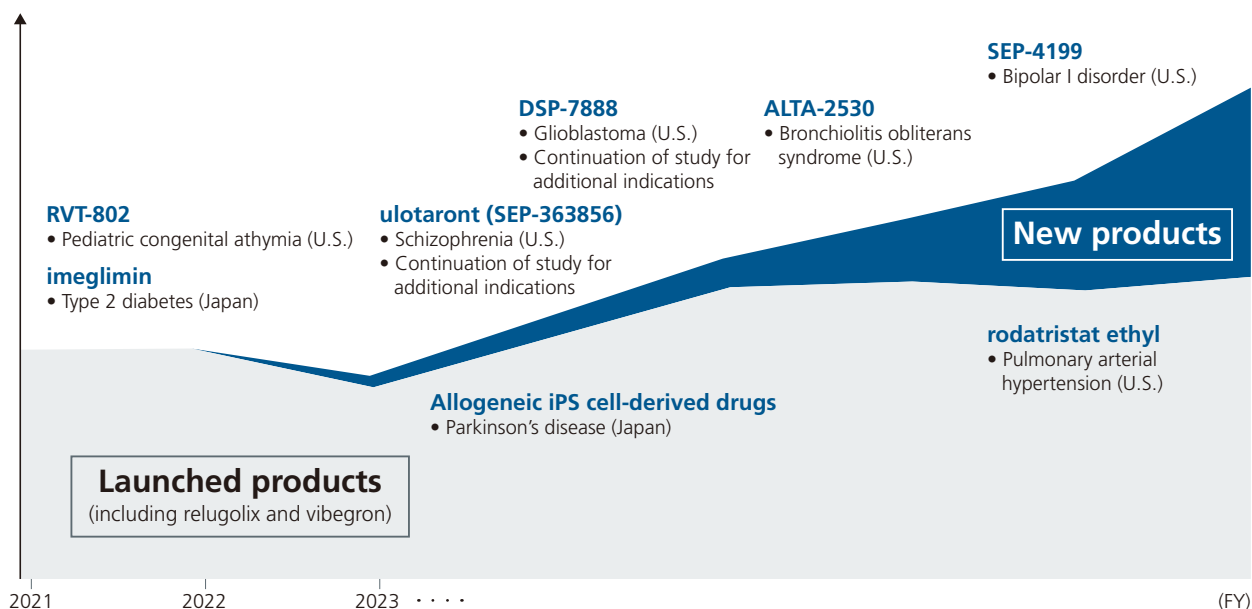 SEP-4199
• Bipolar I disorder (U.S.)
DSP-7888
• Glioblastoma (U.S.)
• Continuation of study for
additional indications
ALTA-2530
• Bronchiolitis obliterans
syndrome (U.S.)
RVT-802
• Pediatric congenital athymia (U.S.)
imeglimin
• Type 2 diabetes (Japan)
ulotaront (SEP-363856)
• Schizophrenia (U.S.)
• Continuation of study for
additional indications
New products
rodatristat ethyl
• Pulmonary arterial
hypertension (U.S.)
Allogeneic iPS cell-derived drugs
• Parkinson’s disease (Japan)
Launched products
(including relugolix and vibegron)
2021 2022 2023 · · · · (FY)